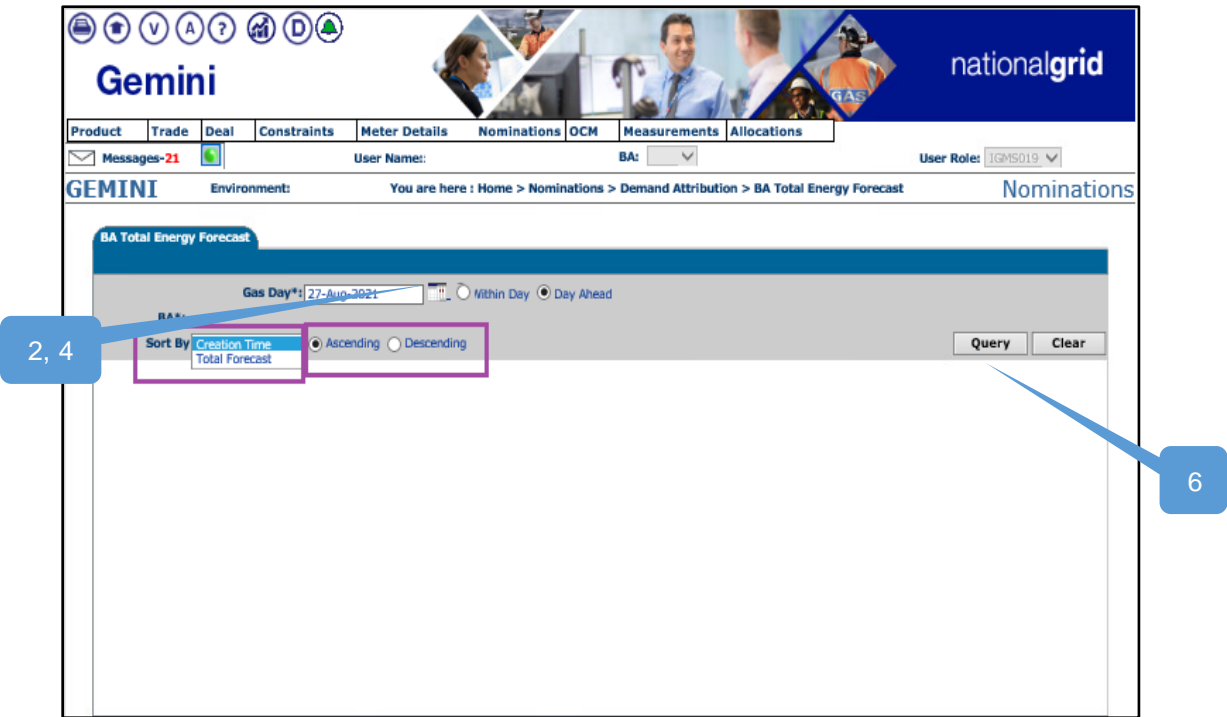 V A ? D
Gemini
nationalgrid
GAS
Product Trade Deal Constraints Meter Details Nominations OCM Measurements Allocations
Messages-21 User Name:: BA: User Role: IGMS019
GEMINI Environment: You are here : Home > Nominations > Demand Attribution > BA Total Energy Forecast Nominations
BA Total Energy Forecast
Gas Day*: 27-Aug-2021 Within Day Day Ahead
BA*:
2, 4
Sort By Creation Time Ascending Descending Query Clear
Total Forecast
6